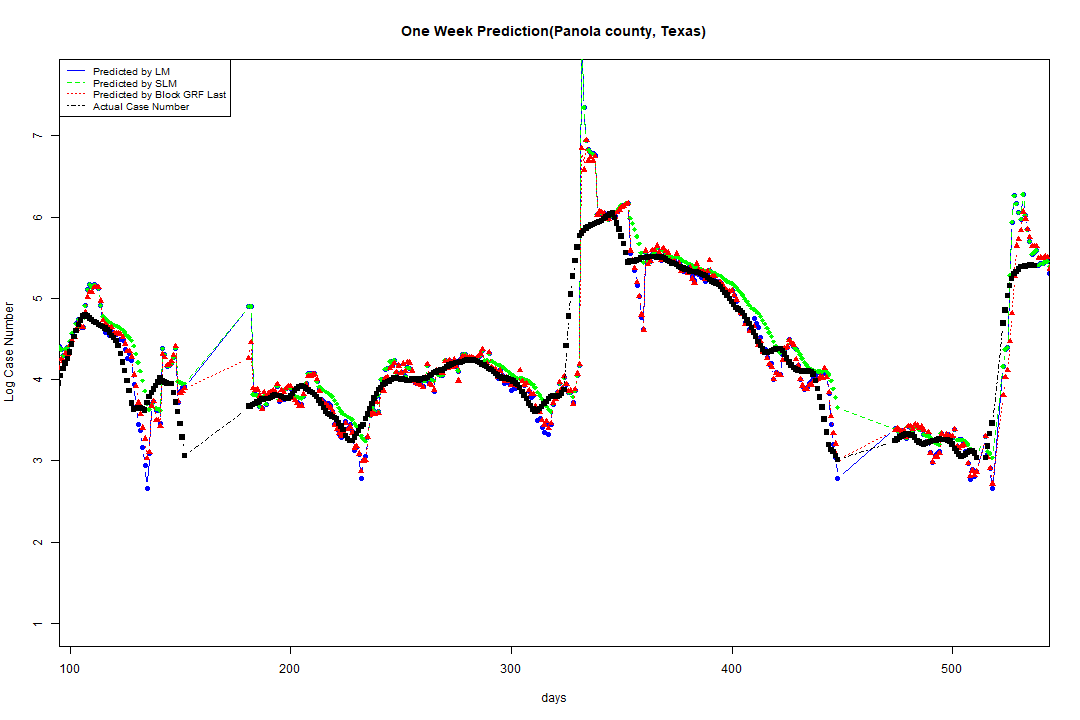 One Week Prediction(Panola county, Texas)
Predicted by LM
Predicted by SLM
Predicted by Block GRF Last
Actual Case Number
7
6
5
4
3
2
1
Log Case Number
100 200 300 400 500
days